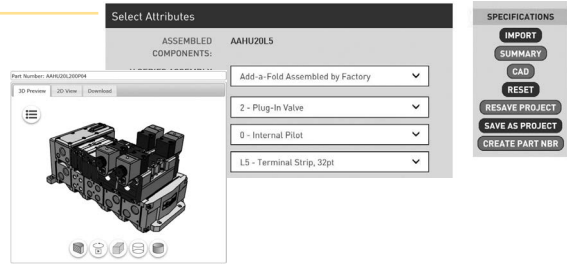 Select Attributes
ASSEMBLED
COMPONENTS:
AAHU20L5
Add-a-Fold Assembled by Factory
2 - Plug-In Valve
0 - Internal Pilot
L5 - Terminal Strip, 32pt
Part Number: AAHU20L200P04
3D Preview
2D View
Download
SPECIFICATIONS
IMPORT
SUMMARY
CAD
RESET
RESAVE PROJECT
SAVE AS PROJECT
CREATE PART NBR